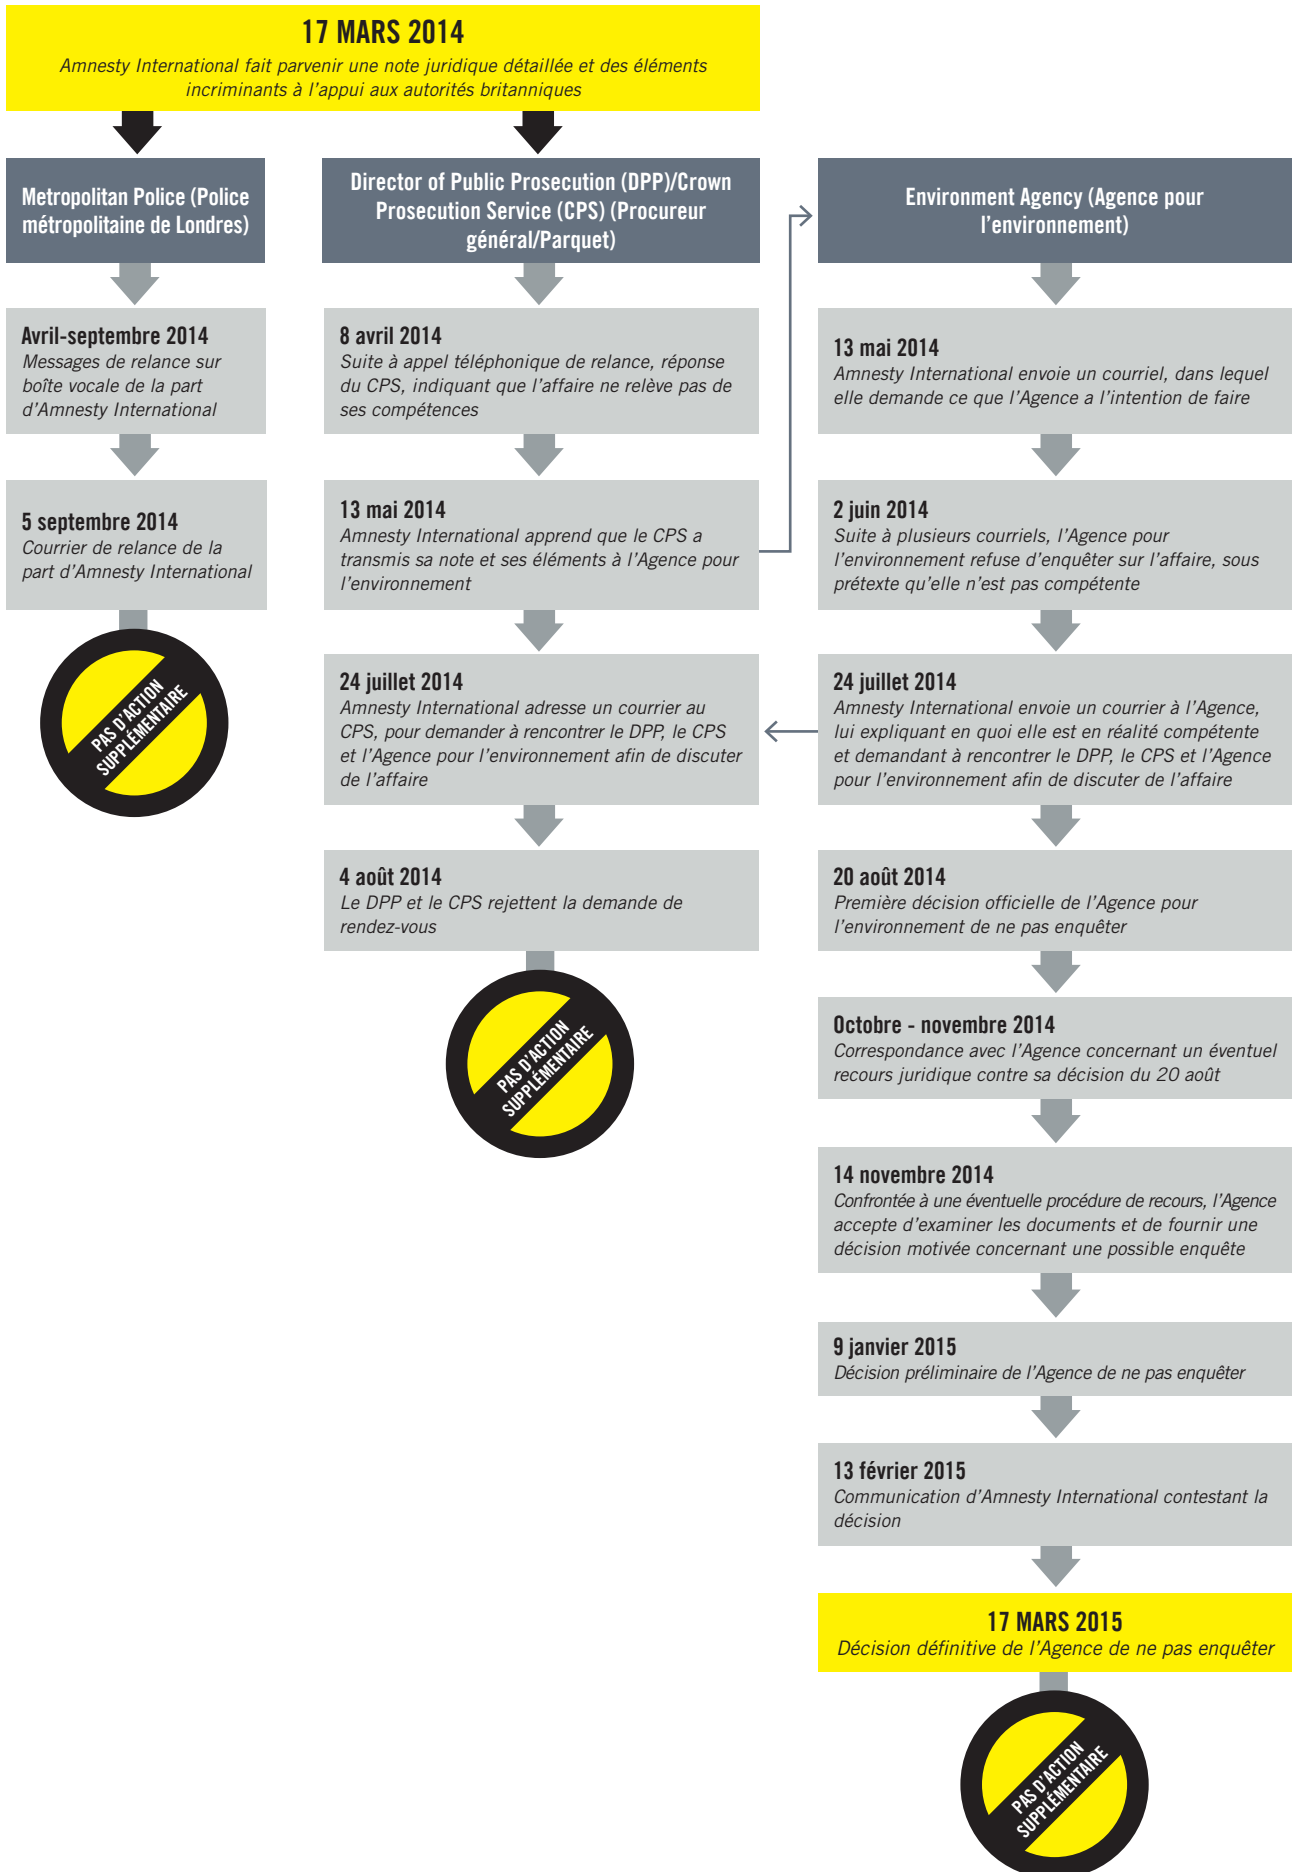 17 MARS 2014
Amnesty International fait parvenir une note juridique détaillée et des éléments
incriminants à l'appui aux autorités britanniques
Metropolitan Police (Police
métropolitaine de Londres)
Avril-septembre 2014
Messages de relance sur
boîte vocale de la part
d'Amnesty International
5 septembre 2014
Courrier de relance de la
part d'Amnesty International
PAS D'ACTION
SUPPLÉMENTAIRE
Director of Public Prosecution (DPP)/Crown
Prosecution Service (CPS) (Procureur
général/Parquet)
8 avril 2014
Suite à appel téléphonique de relance, réponse
du CPS, indiquant que l'affaire ne relève pas de
ses compétences
13 mai 2014
Amnesty International apprend que le CPS a
transmis sa note et ses éléments à l'Agence pour
l'environnement
24 juillet 2014
Amnesty International adresse un courrier au
CPS, pour demander à rencontrer le DPP, le CPS
et l'Agence pour l'environnement afin de discuter
de l'affaire
4 août 2014
Le DPP et le CPS rejettent la demande de
rendez-vous
PAS D'ACTION
SUPPLÉMENTAIRE
Environment Agency (Agence pour
l'environnement)
13 mai 2014
Amnesty International envoie un courriel, dans lequel
elle demande ce que l'Agence a l'intention de faire
2 juin 2014
Suite à plusieurs courriels, l'Agence pour
l'environnement refuse d'enquêter sur l'affaire, sous
prétexte qu'elle n'est pas compétente
24 juillet 2014
Amnesty International envoie un courrier à l'Agence,
lui expliquant en quoi elle est en réalité compétente
et demandant à rencontrer le DPP, le CPS et l'Agence
pour l'environnement afin de discuter de l'affaire
20 août 2014
Première décision officielle de l'Agence pour
l'environnement de ne pas enquêter
Octobre - novembre 2014
Correspondance avec l'Agence concernant un éventuel
recours juridique contre sa décision du 20 août
14 novembre 2014
Confrontée à une éventuelle procédure de recours, l'Agence
accepte d'examiner les documents et de fournir une
décision motivée concernant une possible enquête
9 janvier 2015
Décision préliminaire de l'Agence de ne pas enquêter
13 février 2015
Communication d'Amnesty International contestant la
décision
17 MARS 2015
Décision définitive de l'Agence de ne pas enquêter
PAS D'ACTION
SUPPLÉMENTAIRE